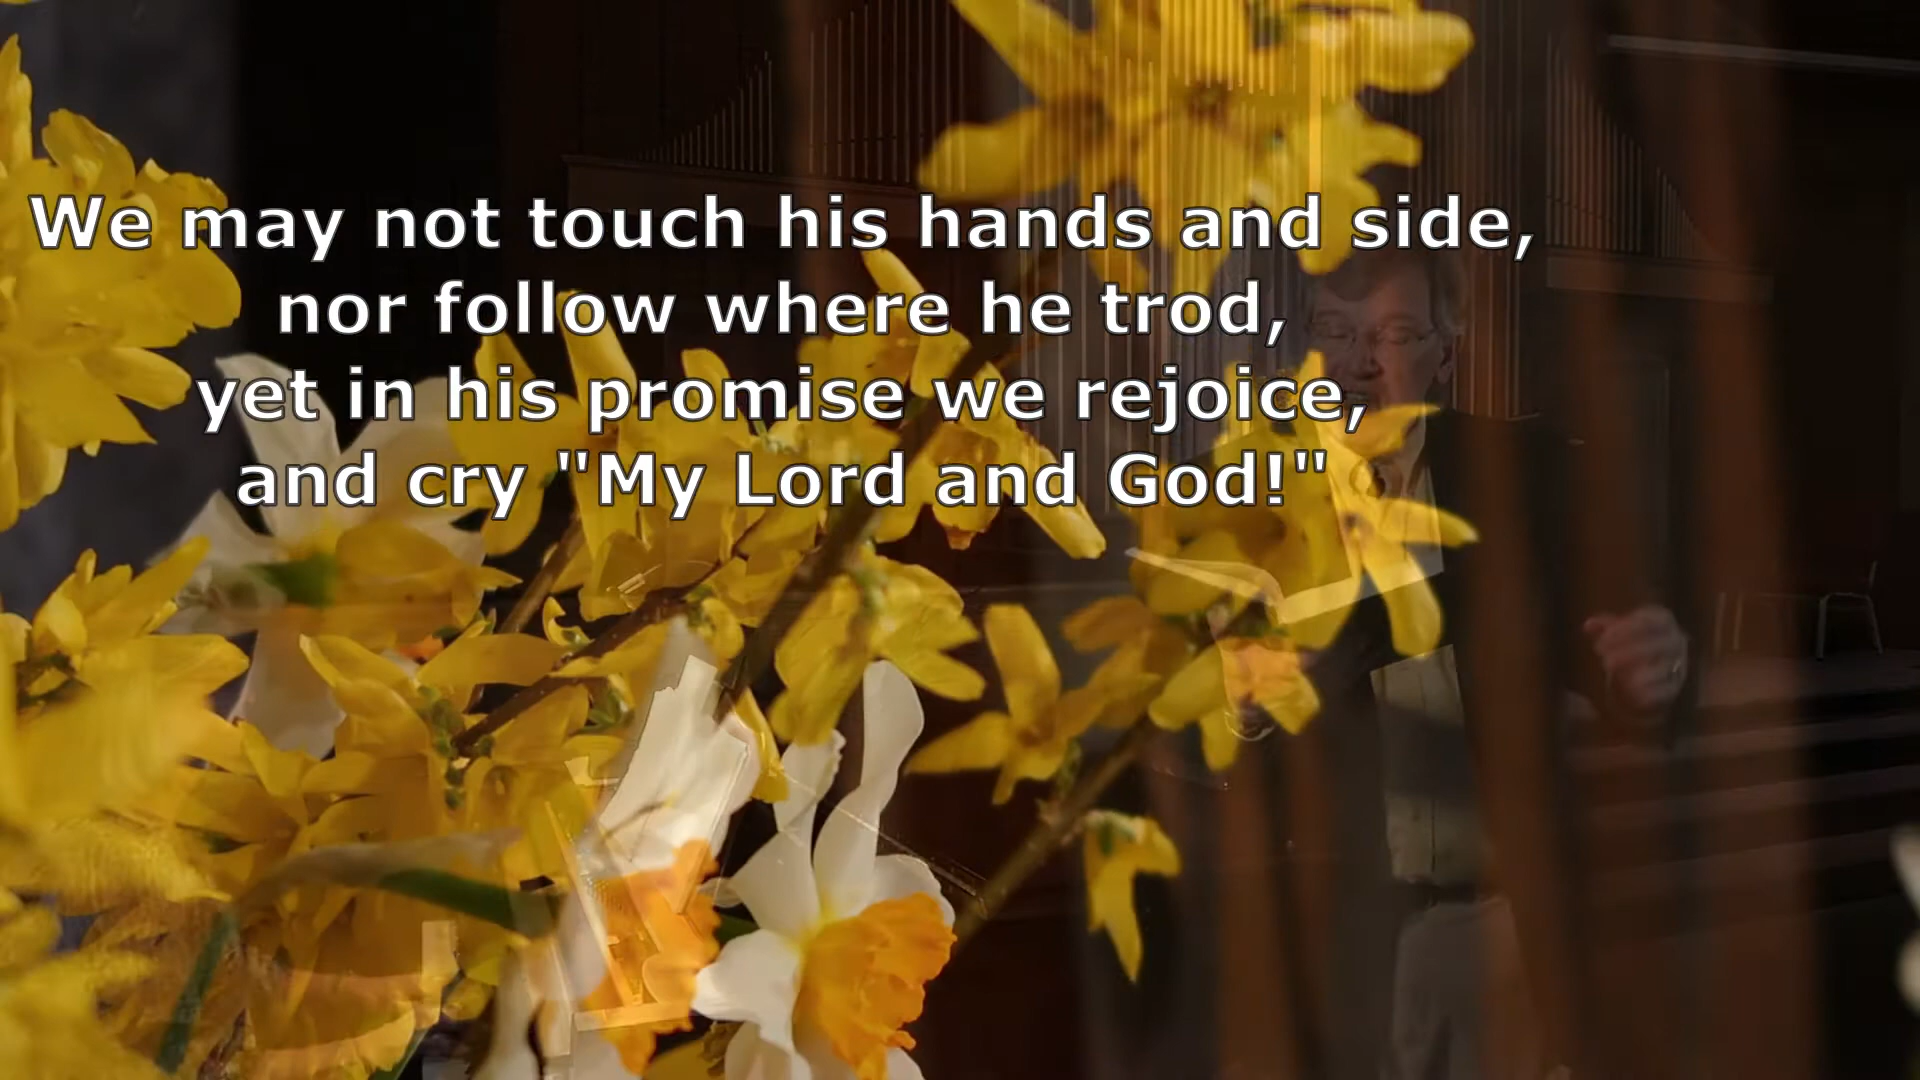 We may not touch his hands and side,
nor follow where he trod,
yet in his promise we rejoice,
and cry "My Lord and God!"